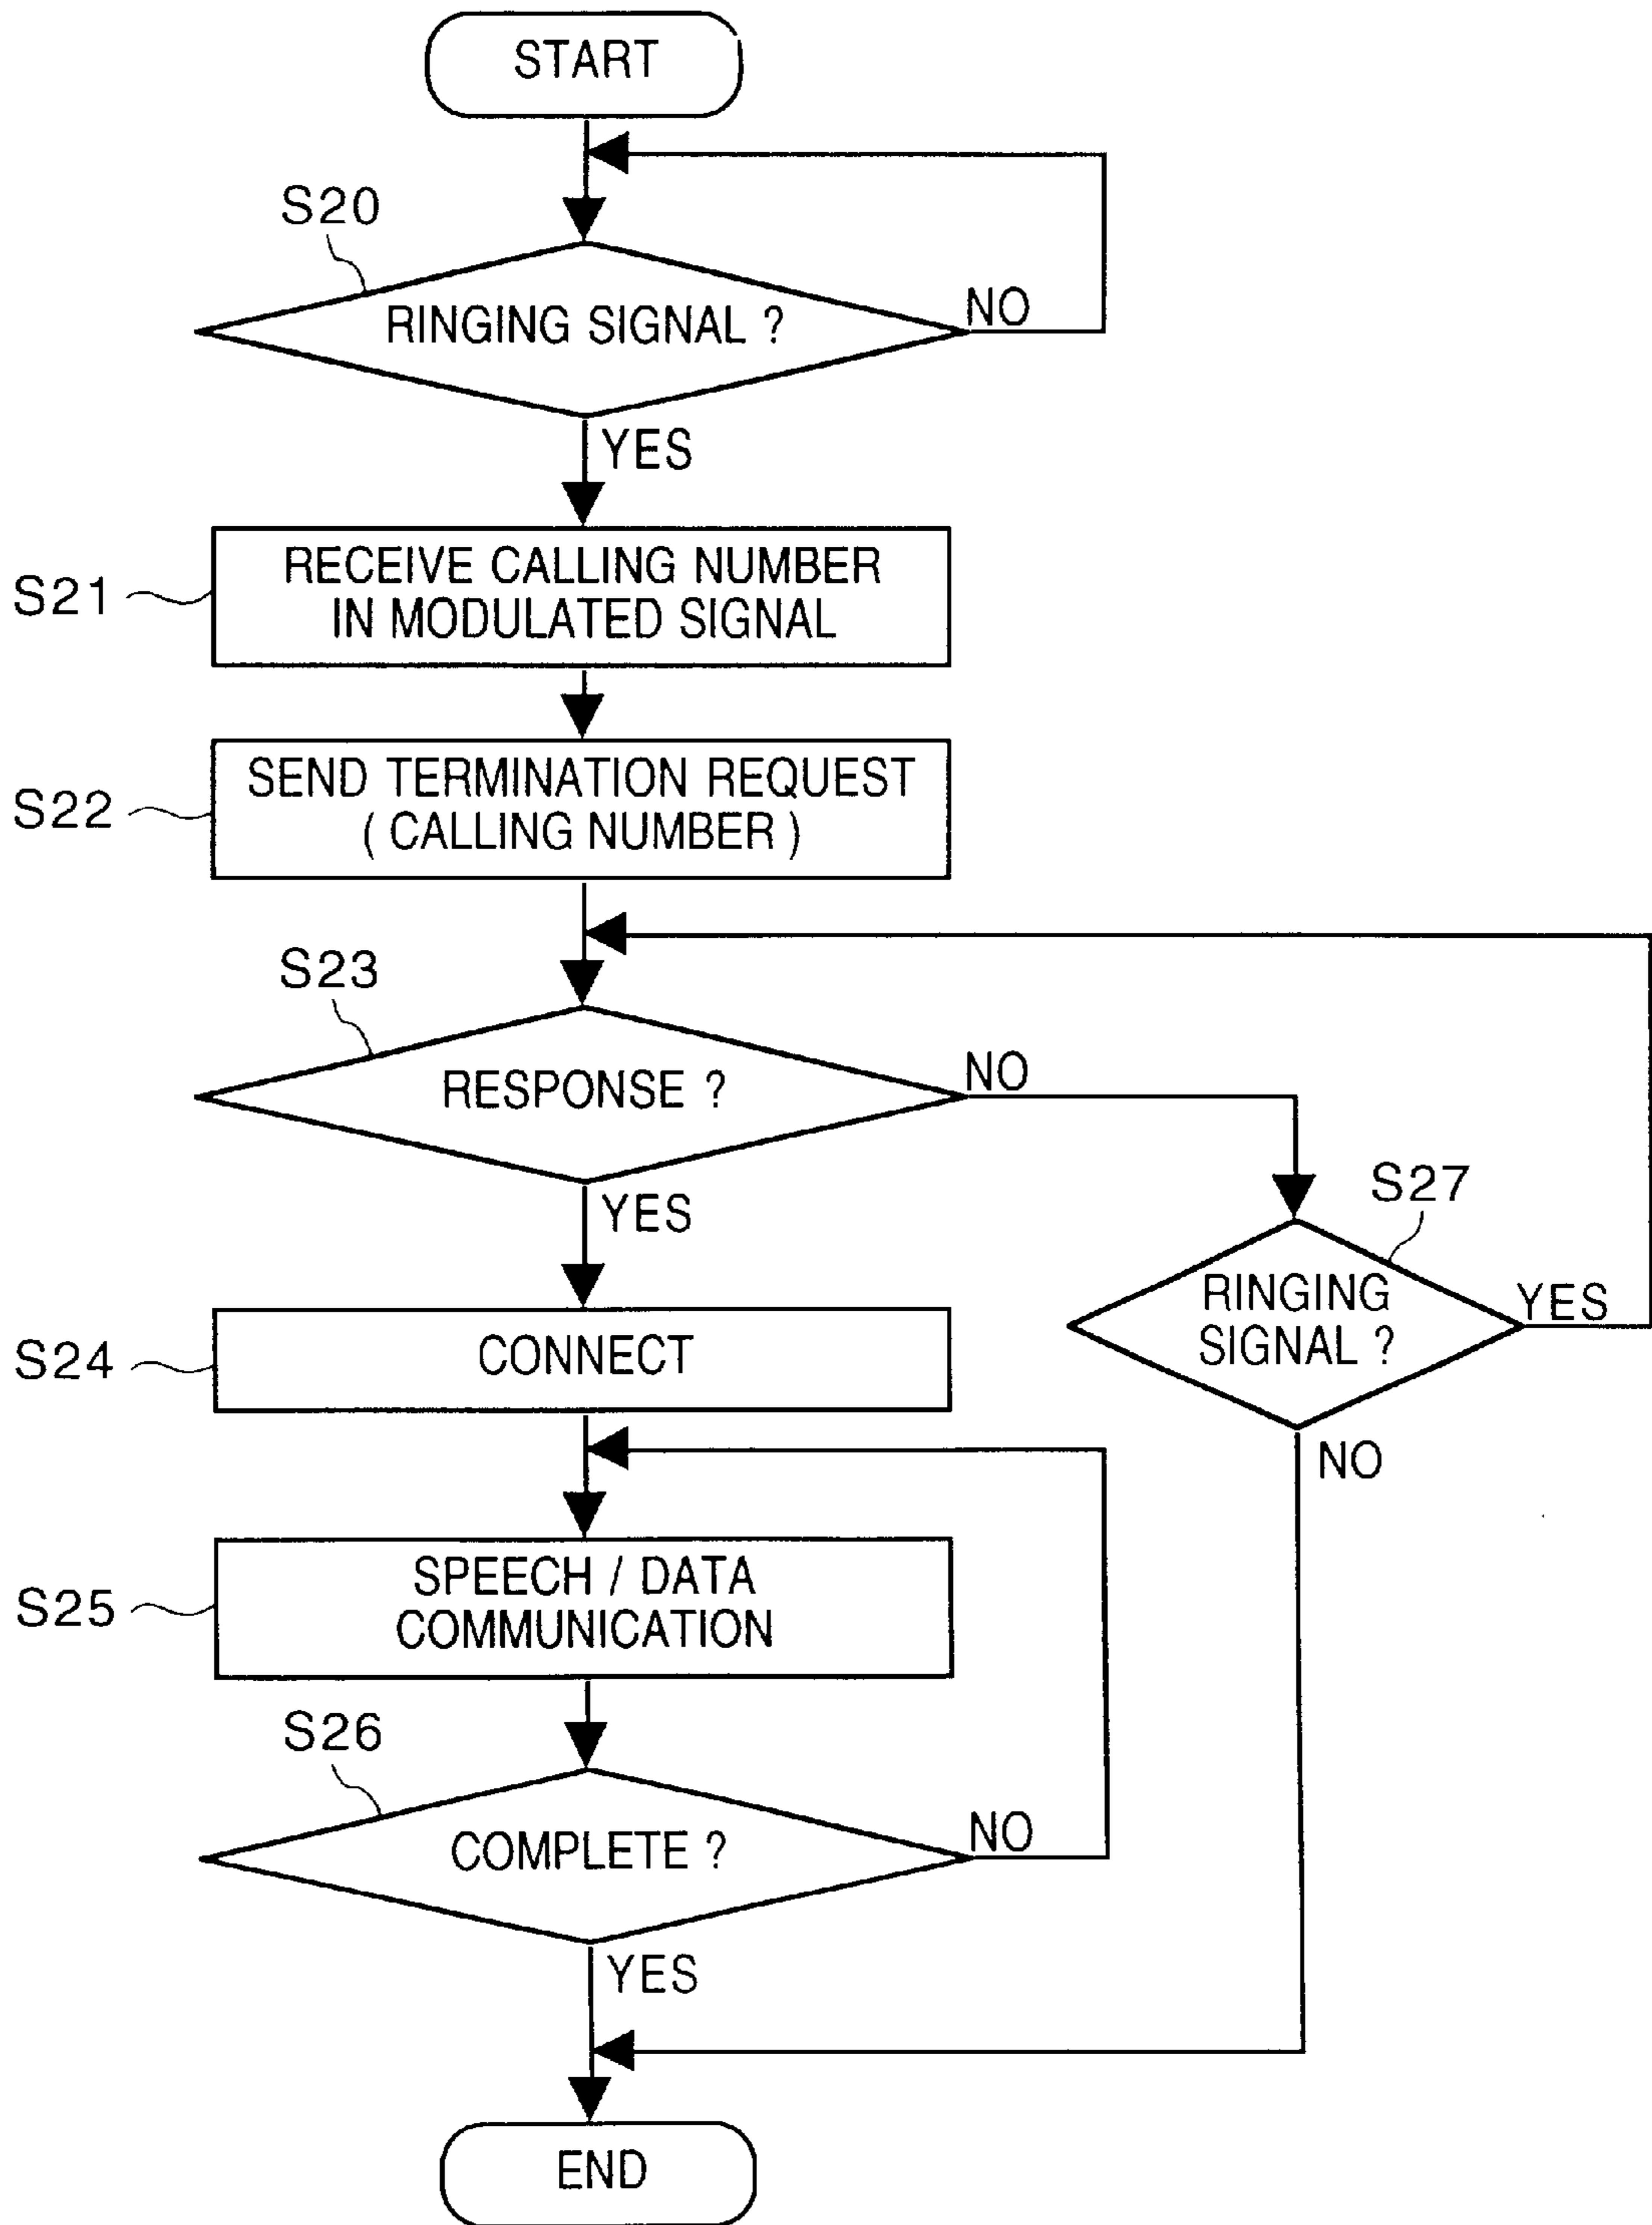 START
S20
RINGING SIGNAL ?
NO
YES
S21
RECEIVE CALLING NUMBER
IN MODULATED SIGNAL
S22
SEND TERMINATION REQUEST
( CALLING NUMBER )
S23
RESPONSE ?
NO
YES
S27
RINGING
SIGNAL ?
YES
NO
S24
CONNECT
S25
SPEECH / DATA
COMMUNICATION
S26
COMPLETE ?
NO
YES
END